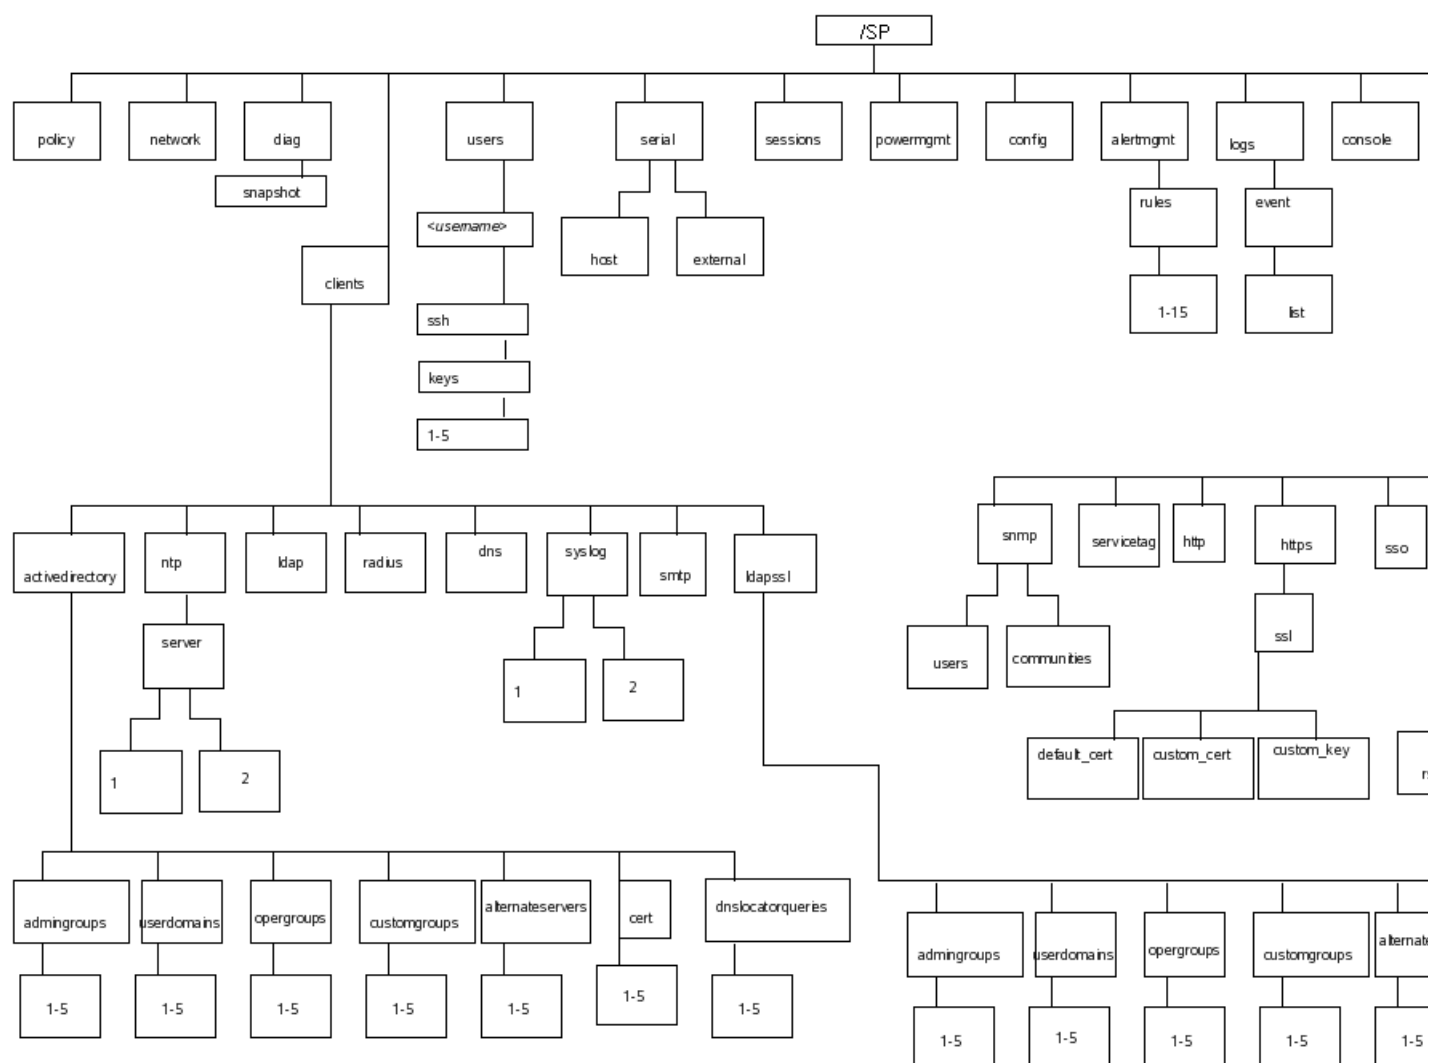 /SP
policy
network
diag
users
serial
sessions
powermgmt
config
alertmgmt
logs
console
snapshot
rules
event
<username>
host
external
clients
1-15
list
ssh
keys
1-5
activedirectory
ntp
ldap
radius
dns
syslog
smtp
ldapssl
snmp
servicetag
http
https
sso
server
1
2
users
communities
ssl
1
2
default_cert
custom_cert
custom_key
admingroups
userdomains
opergroups
customgroups
alternateservers
cert
dnslocatorqueries
1-5
1-5
1-5
1-5
1-5
1-5
1-5
admingroups
userdomains
opergroups
customgroups
alternate
1-5
1-5
1-5
1-5
1-5